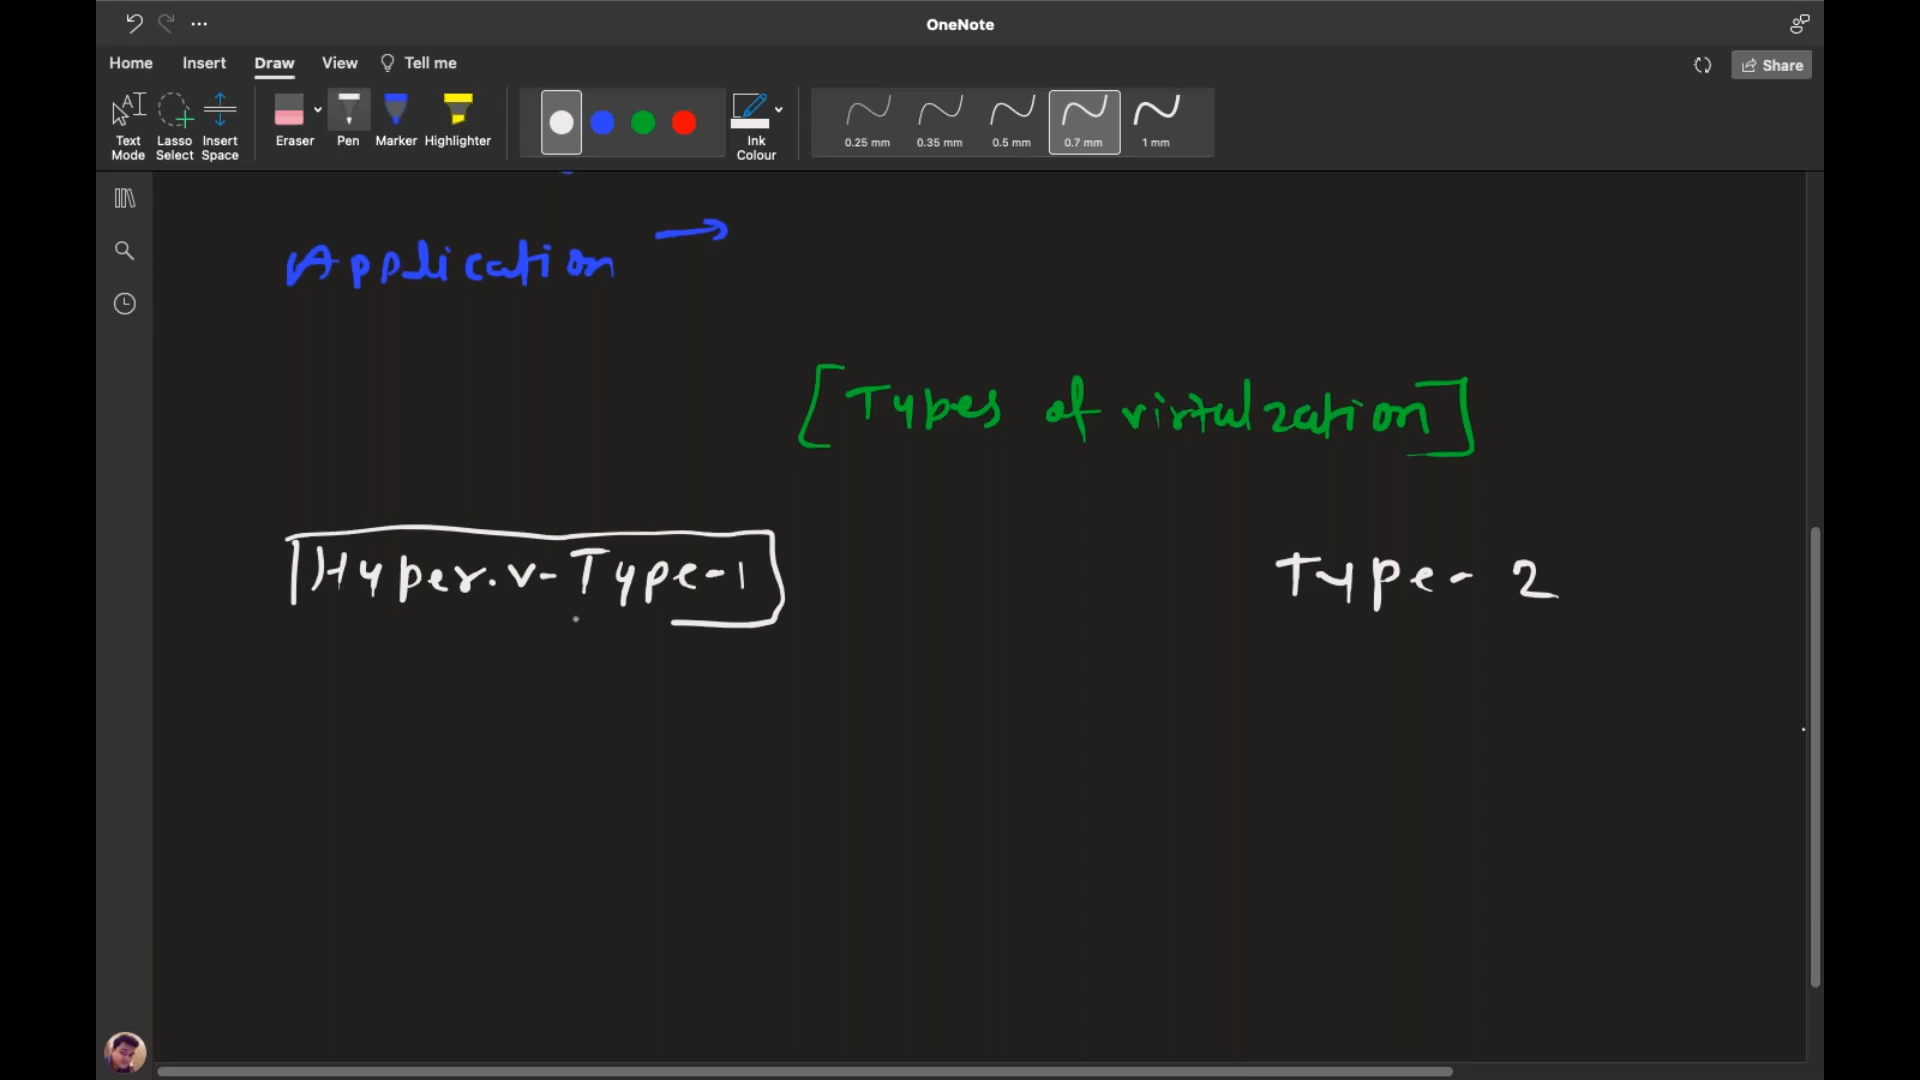 OneNote
Home Insert Draw View Tell me
Share
Text Mode
Lasso Select
Insert Space
Eraser
Pen
Marker
Highlighter
Ink Colour
0.25 mm
0.35 mm
0.5 mm
0.7 mm
1 mm
Application →
[Types of virtulzation]
Hyper.v-Type-1
Type-2